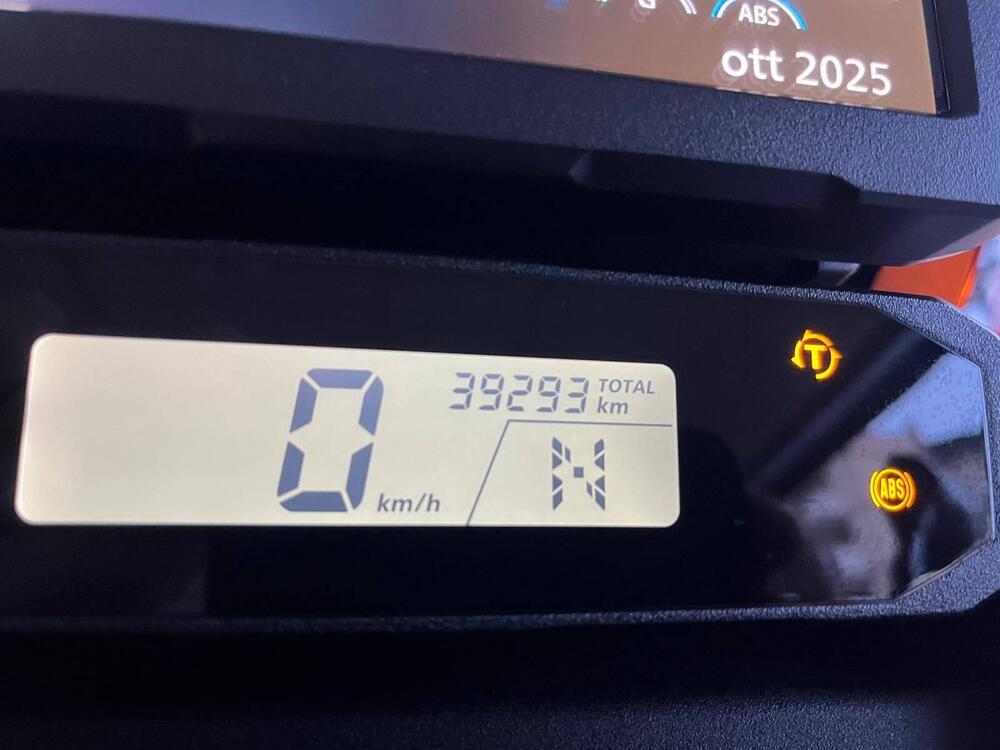 ABS
ott 2025
39293 TOTAL km
0 km/h
N
T
ABS